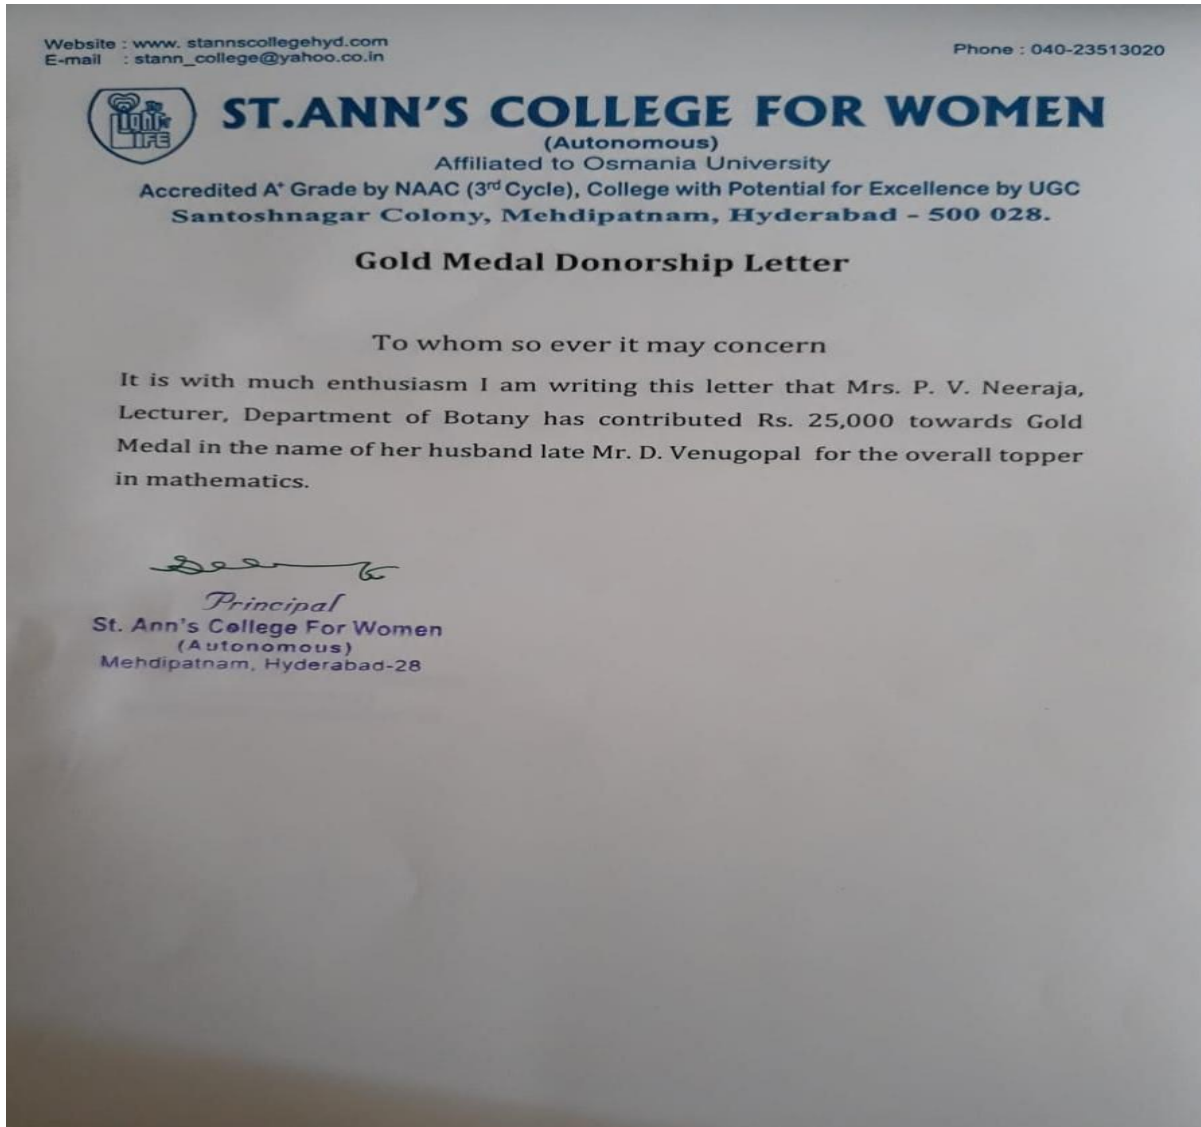 Website : www. stannscollegehyd.com
E-mail : stann_college@yahoo.co.in
Phone : 040-23513020
Light
LIFE
ST.ANN'S COLLEGE FOR WOMEN
(Autonomous)
Affiliated to Osmania University
Accredited A⁺ Grade by NAAC (3rd Cycle), College with Potential for Excellence by UGC
Santoshnagar Colony, Mehdipatnam, Hyderabad - 500 028.
Gold Medal Donorship Letter
To whom so ever it may concern
It is with much enthusiasm I am writing this letter that Mrs. P. V. Neeraja,
Lecturer, Department of Botany has contributed Rs. 25,000 towards Gold
Medal in the name of her husband late Mr. D. Venugopal for the overall topper
in mathematics.
Principal
St. Ann's College For Women
(Autonomous)
Mehdipatnam, Hyderabad-28